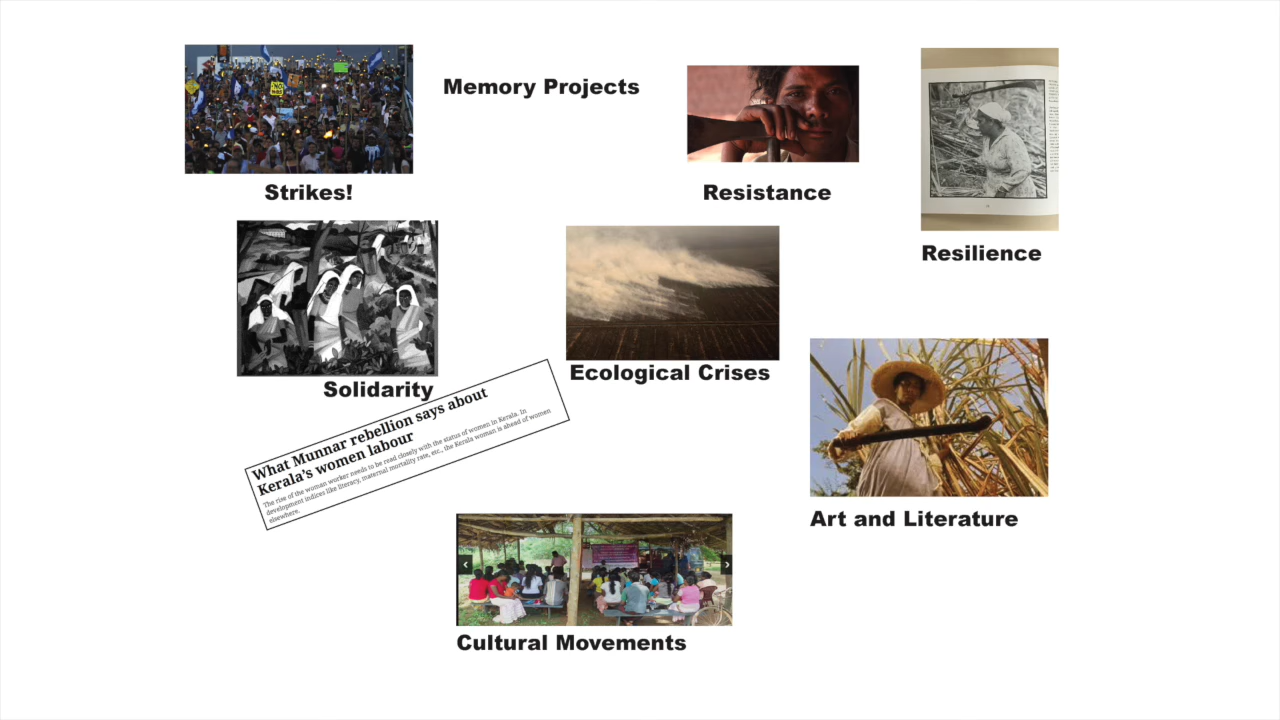 Memory Projects
Strikes!
Resistance
Resilience
Solidarity
Ecological Crises
What Munnar rebellion says about
Kerala's women labour
The rise of the woman worker needs to be read closely with the status of women in Kerala. In
development indices like literacy, maternal mortality rate, etc., the Kerala woman is ahead of women
elsewhere.
Art and Literature
Cultural Movements